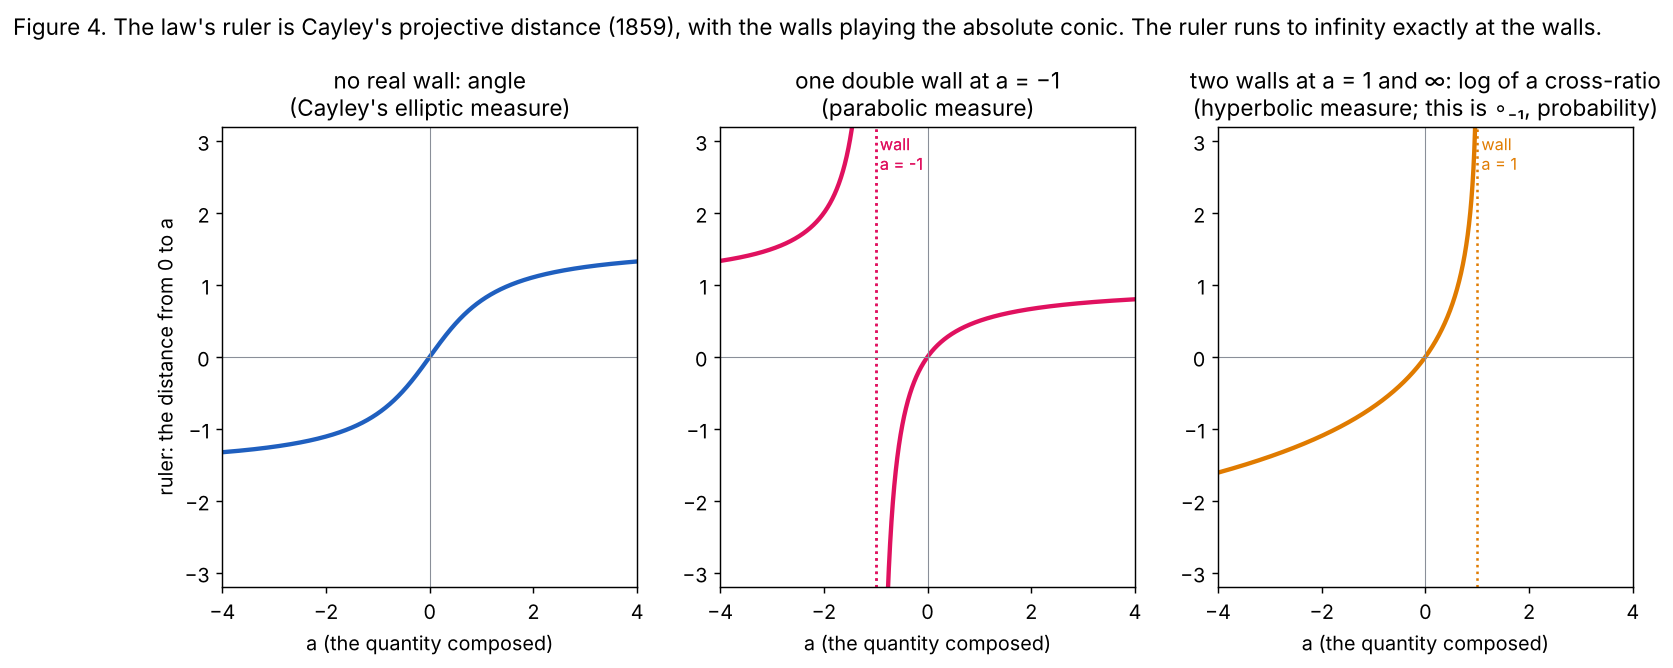 Figure 4. The law's ruler is Cayley's projective distance (1859), with the walls playing the absolute conic. The ruler runs to infinity exactly at the walls.
no real wall: angle
(Cayley's elliptic measure)
ruler: the distance from 0 to a
3
2
1
0
−1
−2
−3
−4
−2
0
2
4
a (the quantity composed)
one double wall at a = −1
(parabolic measure)
wall
a = -1
3
2
1
0
−1
−2
−3
−4
−2
0
2
4
a (the quantity composed)
two walls at a = 1 and ∞: log of a cross-ratio
(hyperbolic measure; this is ∘₋₁, probability)
wall
a = 1
3
2
1
0
−1
−2
−3
−4
−2
0
2
4
a (the quantity composed)